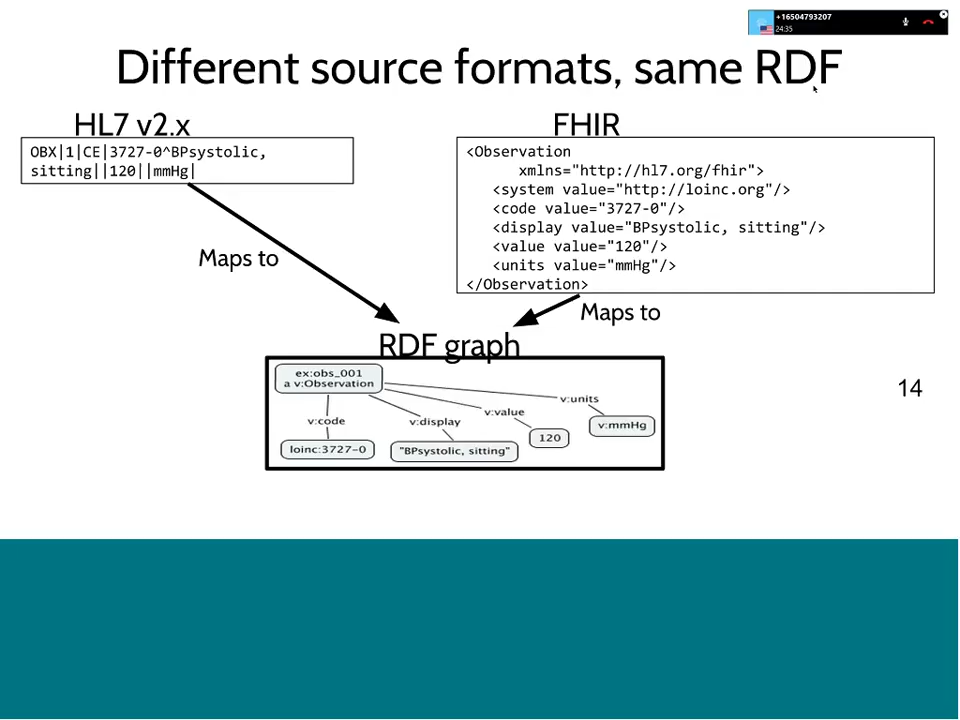 +16504793207
24:35
Different source formats, same RDF
HL7 v2.x
OBX|1|CE|3727-0^BPsystolic,
sitting||120||mmHg|
FHIR
<Observation
xmlns="http://hl7.org/fhir">
<system value="http://loinc.org"/>
<code value="3727-0"/>
<display value="BPsystolic, sitting"/>
<value value="120"/>
<units value="mmHg"/>
</Observation>
Maps to
Maps to
RDF graph
ex:obs_001
a v:Observation
v:units
v:value
v:code
v:display
v:mmHg
120
loinc:3727-0
"BPsystolic, sitting"
14